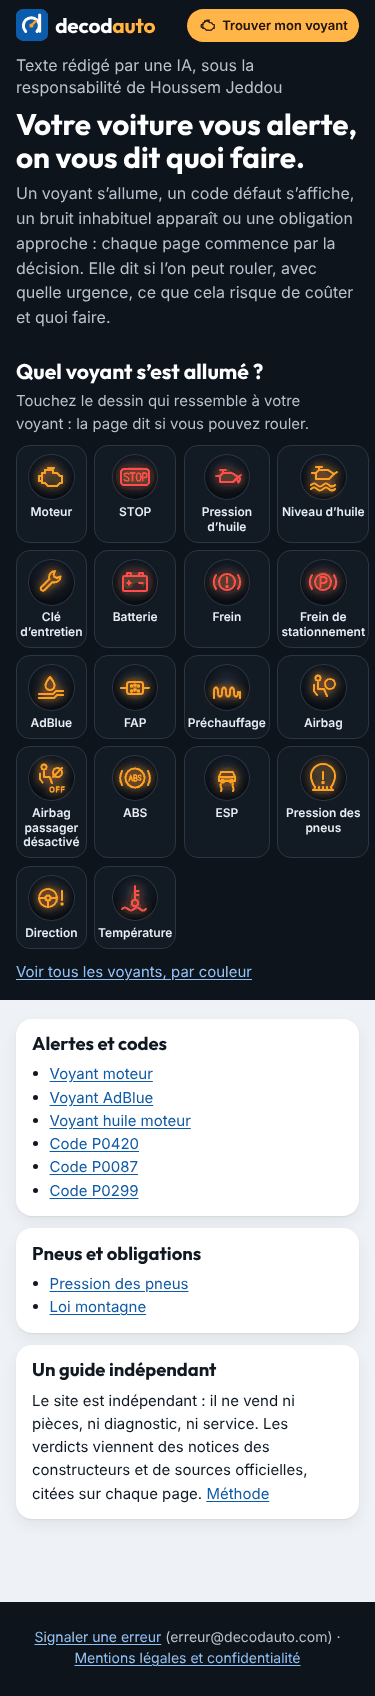 decodauto
Trouver mon voyant
Texte rédigé par une IA, sous la
responsabilité de Houssem Jeddou
Votre voiture vous alerte,
on vous dit quoi faire.
Un voyant s’allume, un code défaut s’affiche,
un bruit inhabituel apparaît ou une obligation
approche : chaque page commence par la
décision. Elle dit si l’on peut rouler, avec
quelle urgence, ce que cela risque de coûter
et quoi faire.
Quel voyant s’est allumé ?
Touchez le dessin qui ressemble à votre
voyant : la page dit si vous pouvez rouler.
Moteur
STOP
STOP
Pression
d’huile
Niveau d’huile
Clé
d’entretien
Batterie
Frein
P
Frein de
stationnement
AdBlue
FAP
Préchauffage
Airbag
OFF
Airbag
passager
désactivé
ABS
ABS
ESP
Pression des
pneus
Direction
Température
Voir tous les voyants, par couleur
Alertes et codes
Voyant moteur
Voyant AdBlue
Voyant huile moteur
Code P0420
Code P0087
Code P0299
Pneus et obligations
Pression des pneus
Loi montagne
Un guide indépendant
Le site est indépendant : il ne vend ni
pièces, ni diagnostic, ni service. Les
verdicts viennent des notices des
constructeurs et de sources officielles,
citées sur chaque page. Méthode
Signaler une erreur (erreur@decodauto.com) ·
Mentions légales et confidentialité